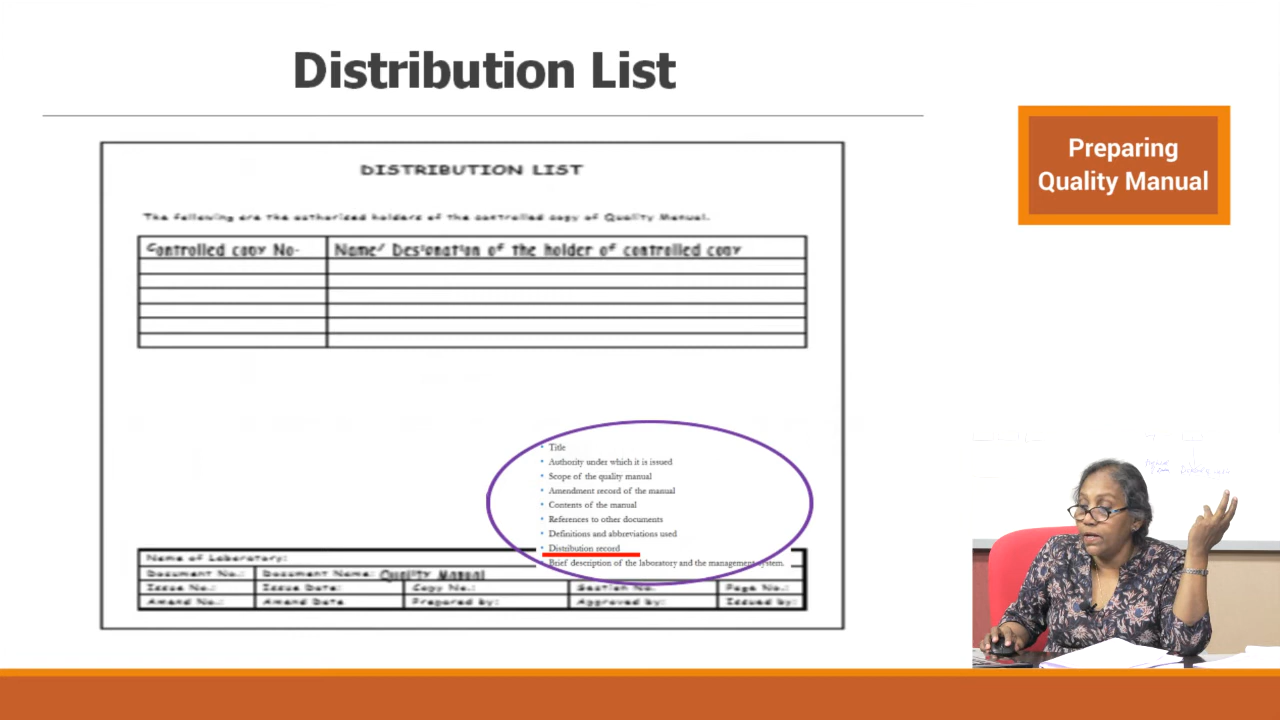 Distribution List
Preparing
Quality Manual
DISTRIBUTION LIST
The following are the authorised holders of the controlled copy of Quality Manual.
Controlled copy No. Name/ Designation of the holder of controlled copy
• Title
• Authority under which it is issued
• Scope of the quality manual
• Amendment record of the manual
• Contents of the manual
• References to other documents
• Definitions and abbreviations used
• Distribution record
• Brief description of the laboratory and the management system.
Name of Laboratory:
Document No.: Document Name: Quality Manual
Issue No.: Issue Date: Copy No.: Section No. Page No.:
Amend No.: Amend Date Prepared by: Approved by: Issued by: